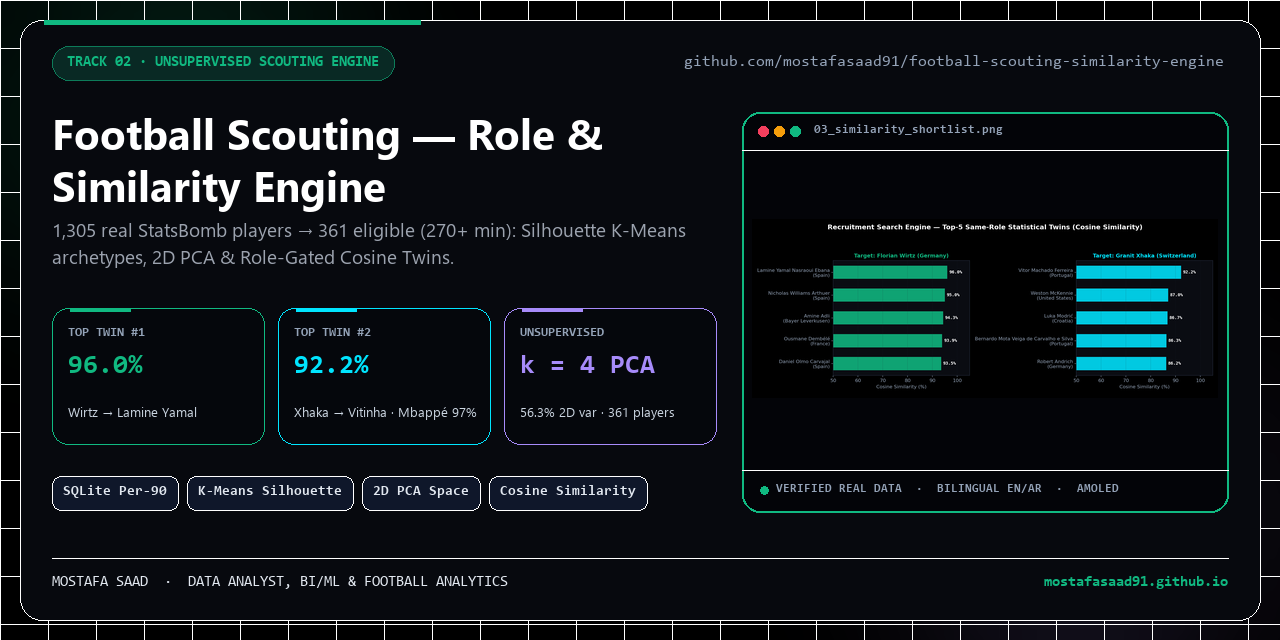 TRACK 02 · UNSUPERVISED SCOUTING ENGINE
github.com/mostafasaad91/football-scouting-similarity-engine
Football Scouting — Role &
Similarity Engine
1,305 real StatsBomb players → 361 eligible (270+ min): Silhouette K-Means
archetypes, 2D PCA & Role-Gated Cosine Twins.
TOP TWIN #1
96.0%
Wirtz → Lamine Yamal
TOP TWIN #2
92.2%
Xhaka → Vitinha · Mbappé 97%
UNSUPERVISED
k = 4 PCA
56.3% 2D var · 361 players
SQLite Per-90
K-Means Silhouette
2D PCA Space
Cosine Similarity
03_similarity_shortlist.png
Recruitment Search Engine — Top-5 Same-Role Statistical Twins (Cosine Similarity)
Target: Florian Wirtz (Germany)
Lamine Yamal Nasraoui Ebana
(Spain)
96.0%
Nicholas Williams Arthuer
(Spain)
95.0%
Amine Adli
(Bayer Leverkusen)
94.3%
Ousmane Dembélé
(France)
93.9%
Daniel Olmo Carvajal
(Spain)
93.5%
50 60 70 80 90 100
Cosine Similarity (%)
Target: Granit Xhaka (Switzerland)
Vitor Machado Ferreira
(Portugal)
92.2%
Weston McKennie
(United States)
87.0%
Luka Modrić
(Croatia)
86.7%
Bernardo Mota Veiga de Carvalho e Silva
(Portugal)
86.3%
Robert Andrich
(Germany)
86.2%
50 60 70 80 90 100
Cosine Similarity (%)
VERIFIED REAL DATA · BILINGUAL EN/AR · AMOLED
MOSTAFA SAAD · DATA ANALYST, BI/ML & FOOTBALL ANALYTICS
mostafasaad91.github.io